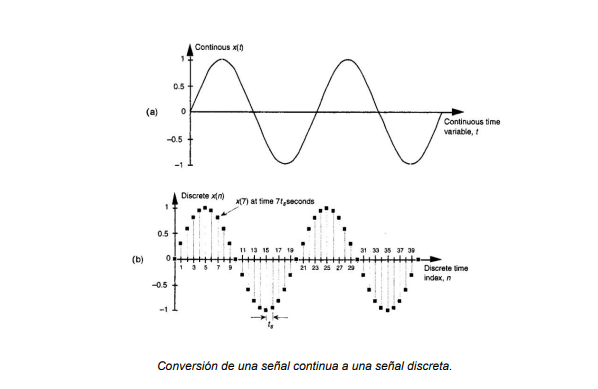 Continous x(t)
1
0.5
(a)
0
Continuous time
variable, t
−0.5
−1
Discrete x(n)
x(7) at time 7ts seconds
1
0.5
(b)
0
1 3 5 7 9
11 13 15 17 19
21 23 25 27 29
31 33 35 37 39
Discrete time
index, n
−0.5
−1
ts
Conversión de una señal continua a una señal discreta.